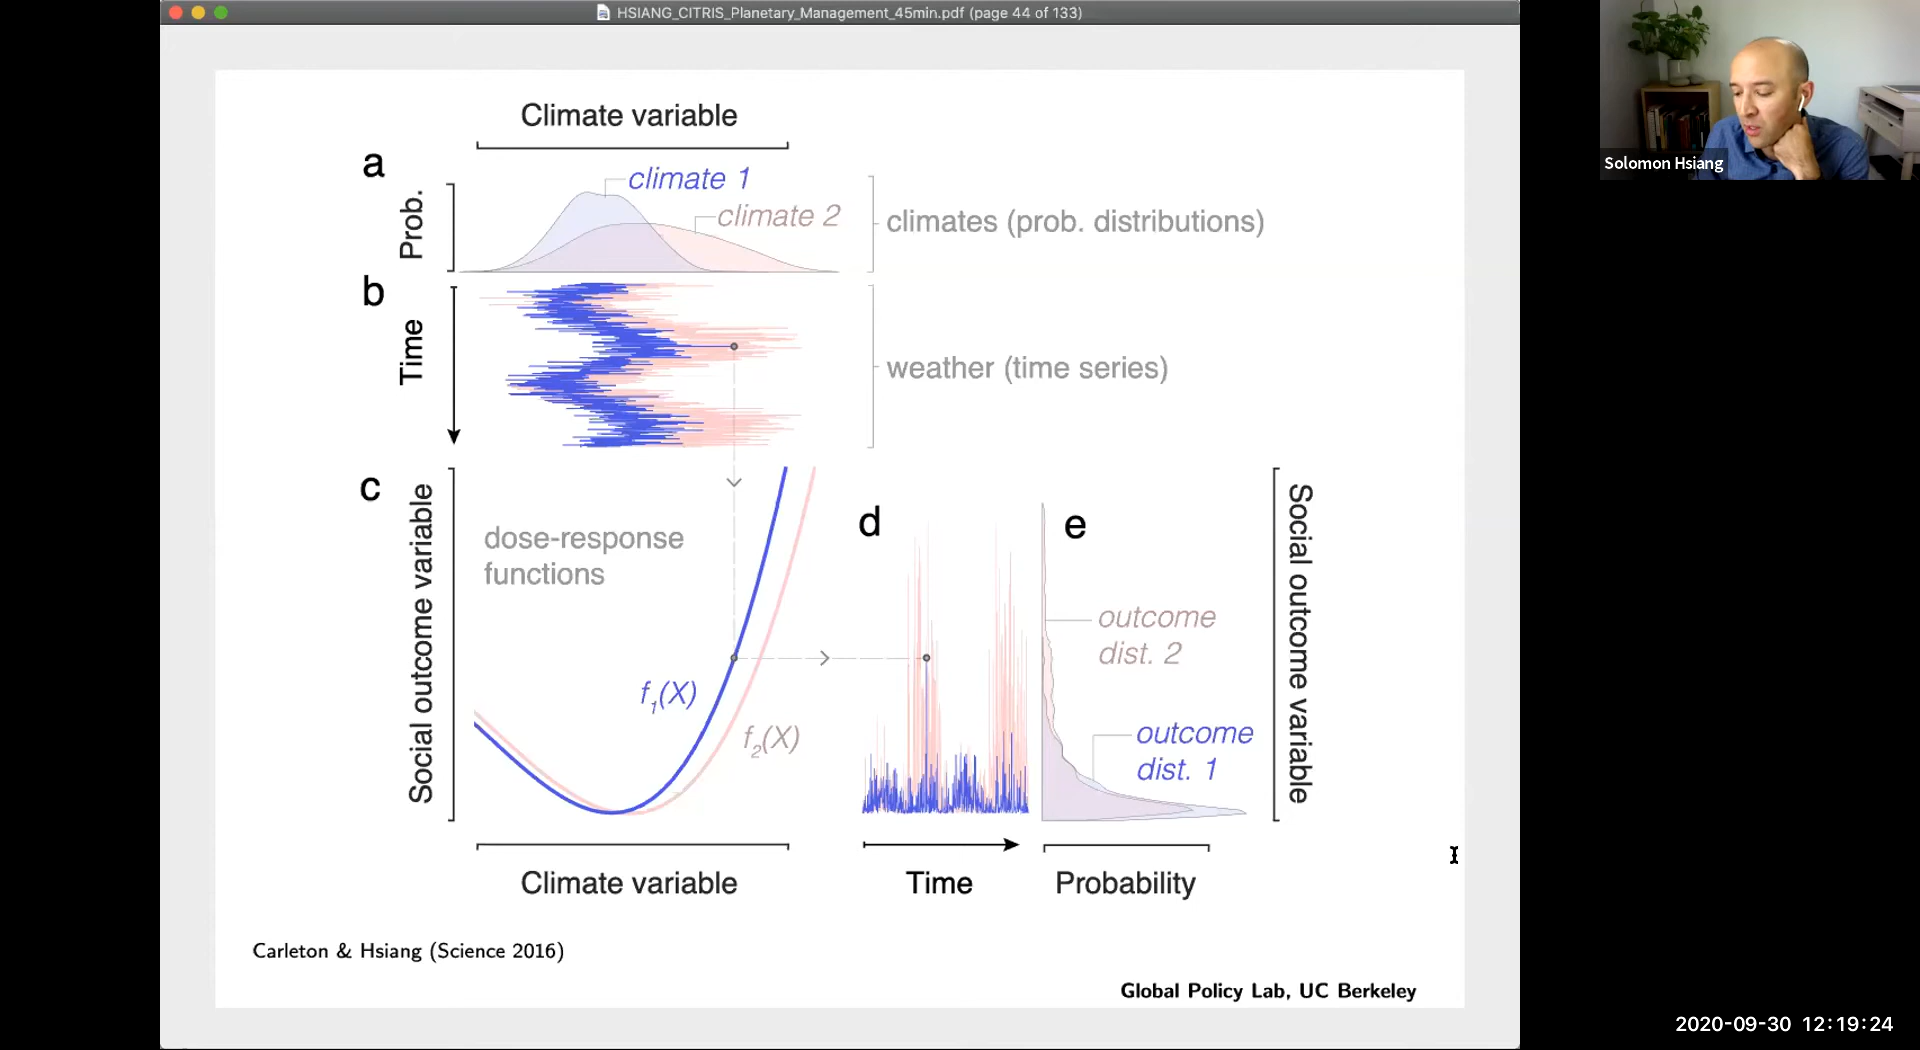 HSIANG_CITRIS_Planetary_Management_45min.pdf (page 44 of 133)
Solomon Hsiang
Climate variable
a
Prob.
climate 1
climate 2
climates (prob. distributions)
b
Time
weather (time series)
c
Social outcome variable
dose-response
functions
f1(X)
f2(X)
d
e
outcome
dist. 2
outcome
dist. 1
Social outcome variable
Climate variable
Time
Probability
Carleton & Hsiang (Science 2016)
Global Policy Lab, UC Berkeley
2020-09-30 12:19:24